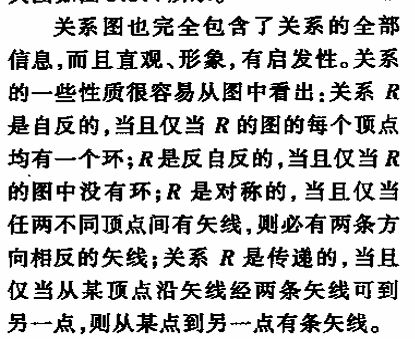 关系图也完全包含了关系的全部
信息,而且直观、形象,有启发性。关系
的一些性质很容易从图中看出:关系 R
是自反的,当且仅当 R 的图的每个顶点
均有一个环;R是反自反的,当且仅当R
的图中没有环;R 是对称的,当且仅当
任两不同顶点间有矢线,则必有两条方
向相反的矢线;关系 R 是传递的,当且
仅当从某顶点沿矢线经两条矢线可到
另一点,则从某点到另一点有条矢线。